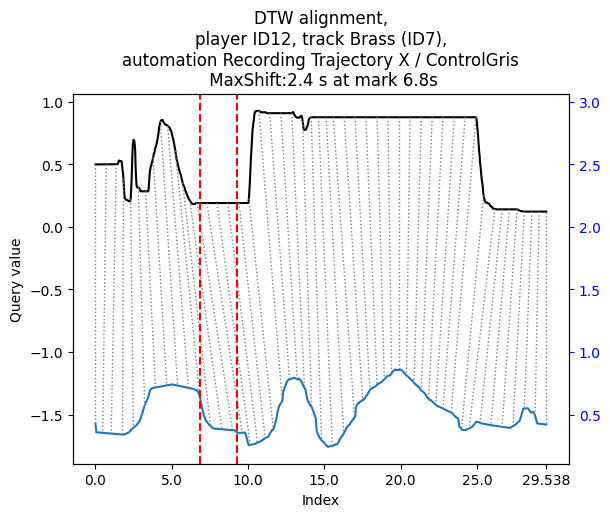 DTW alignment,
player ID12, track Brass (ID7),
automation Recording Trajectory X / ControlGris
MaxShift:2.4 s at mark 6.8s
1.0
0.5
0.0
−0.5
−1.0
−1.5
Query value
3.0
2.5
2.0
1.5
1.0
0.5
0.0 5.0 10.0 15.0 20.0 25.0 29.538
Index